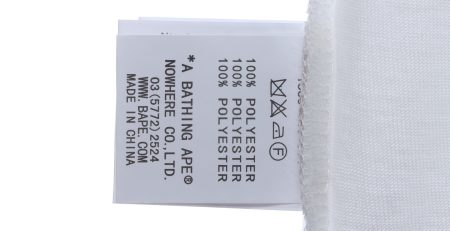 F
100% POLYESTER
100% POLYESTER
100% POLYESTER
*A BATHING APE®
NOWHERE CO.,LTD.
03(5772)2524
WWW.BAPE.COM
MADE IN CHINA